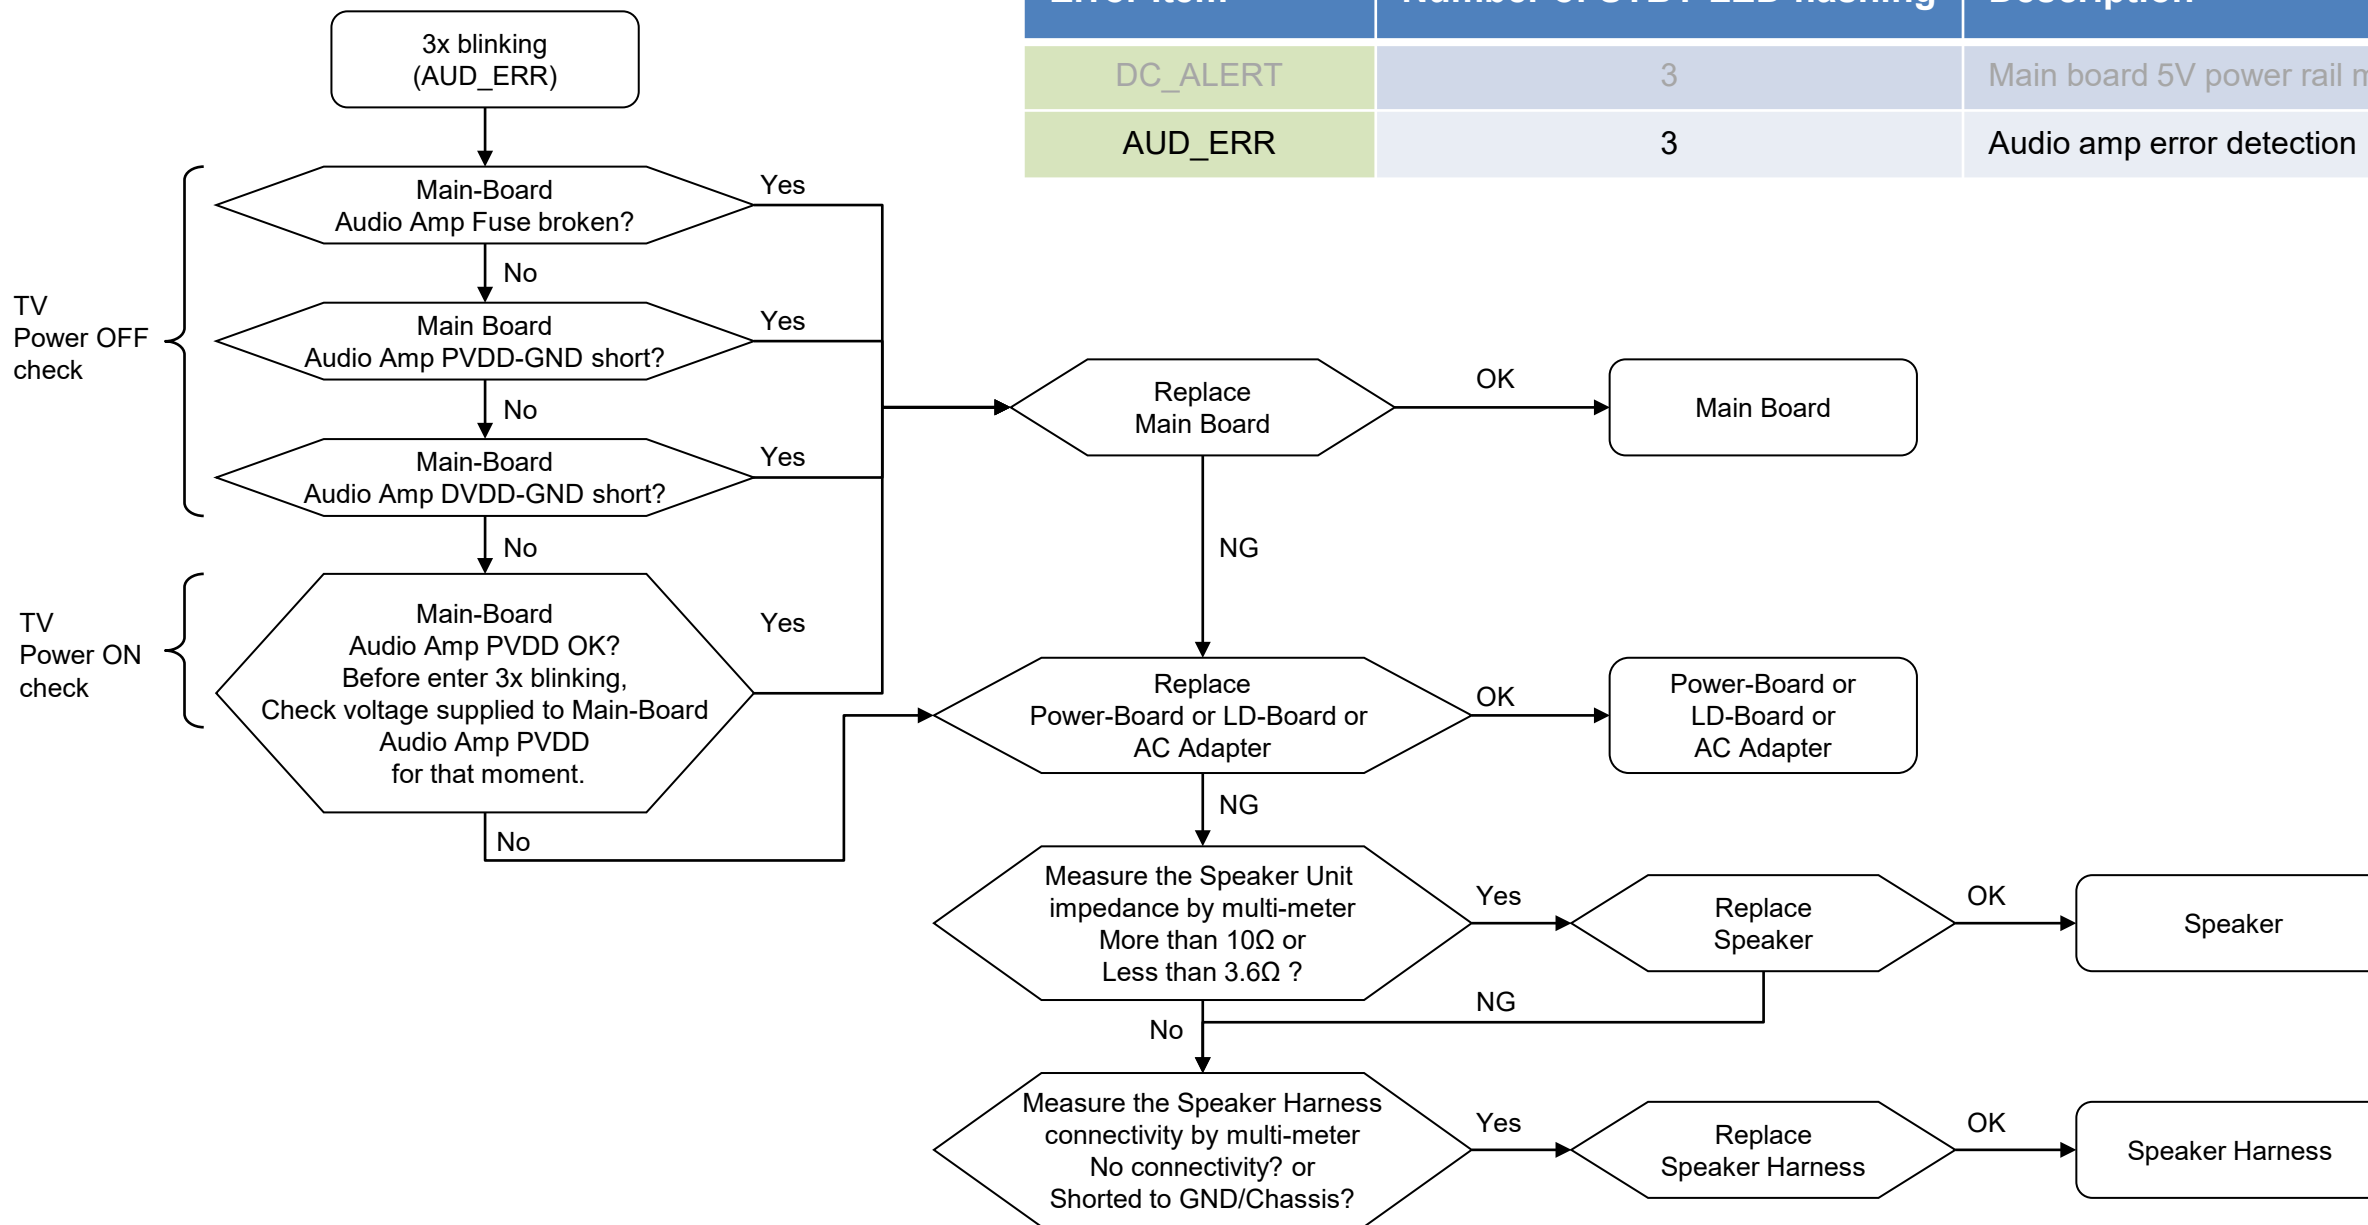 3x blinking
(AUD_ERR)
DC_ALERT
3
Main board 5V power rail
AUD_ERR
3
Audio amp error detection
TV
Power OFF
check
Main-Board
Audio Amp Fuse broken?
Yes
No
Main Board
Audio Amp PVDD-GND short?
Yes
No
Main-Board
Audio Amp DVDD-GND short?
Yes
No
TV
Power ON
check
Main-Board
Audio Amp PVDD OK?
Before enter 3x blinking,
Check voltage supplied to Main-Board
Audio Amp PVDD
for that moment.
Yes
No
Replace
Main Board
OK
Main Board
NG
Replace
Power-Board or LD-Board or
AC Adapter
OK
Power-Board or
LD-Board or
AC Adapter
NG
Measure the Speaker Unit
impedance by multi-meter
More than 10Ω or
Less than 3.6Ω ?
Yes
Replace
Speaker
OK
Speaker
NG
No
Measure the Speaker Harness
connectivity by multi-meter
No connectivity? or
Shorted to GND/Chassis?
Yes
Replace
Speaker Harness
OK
Speaker Harness